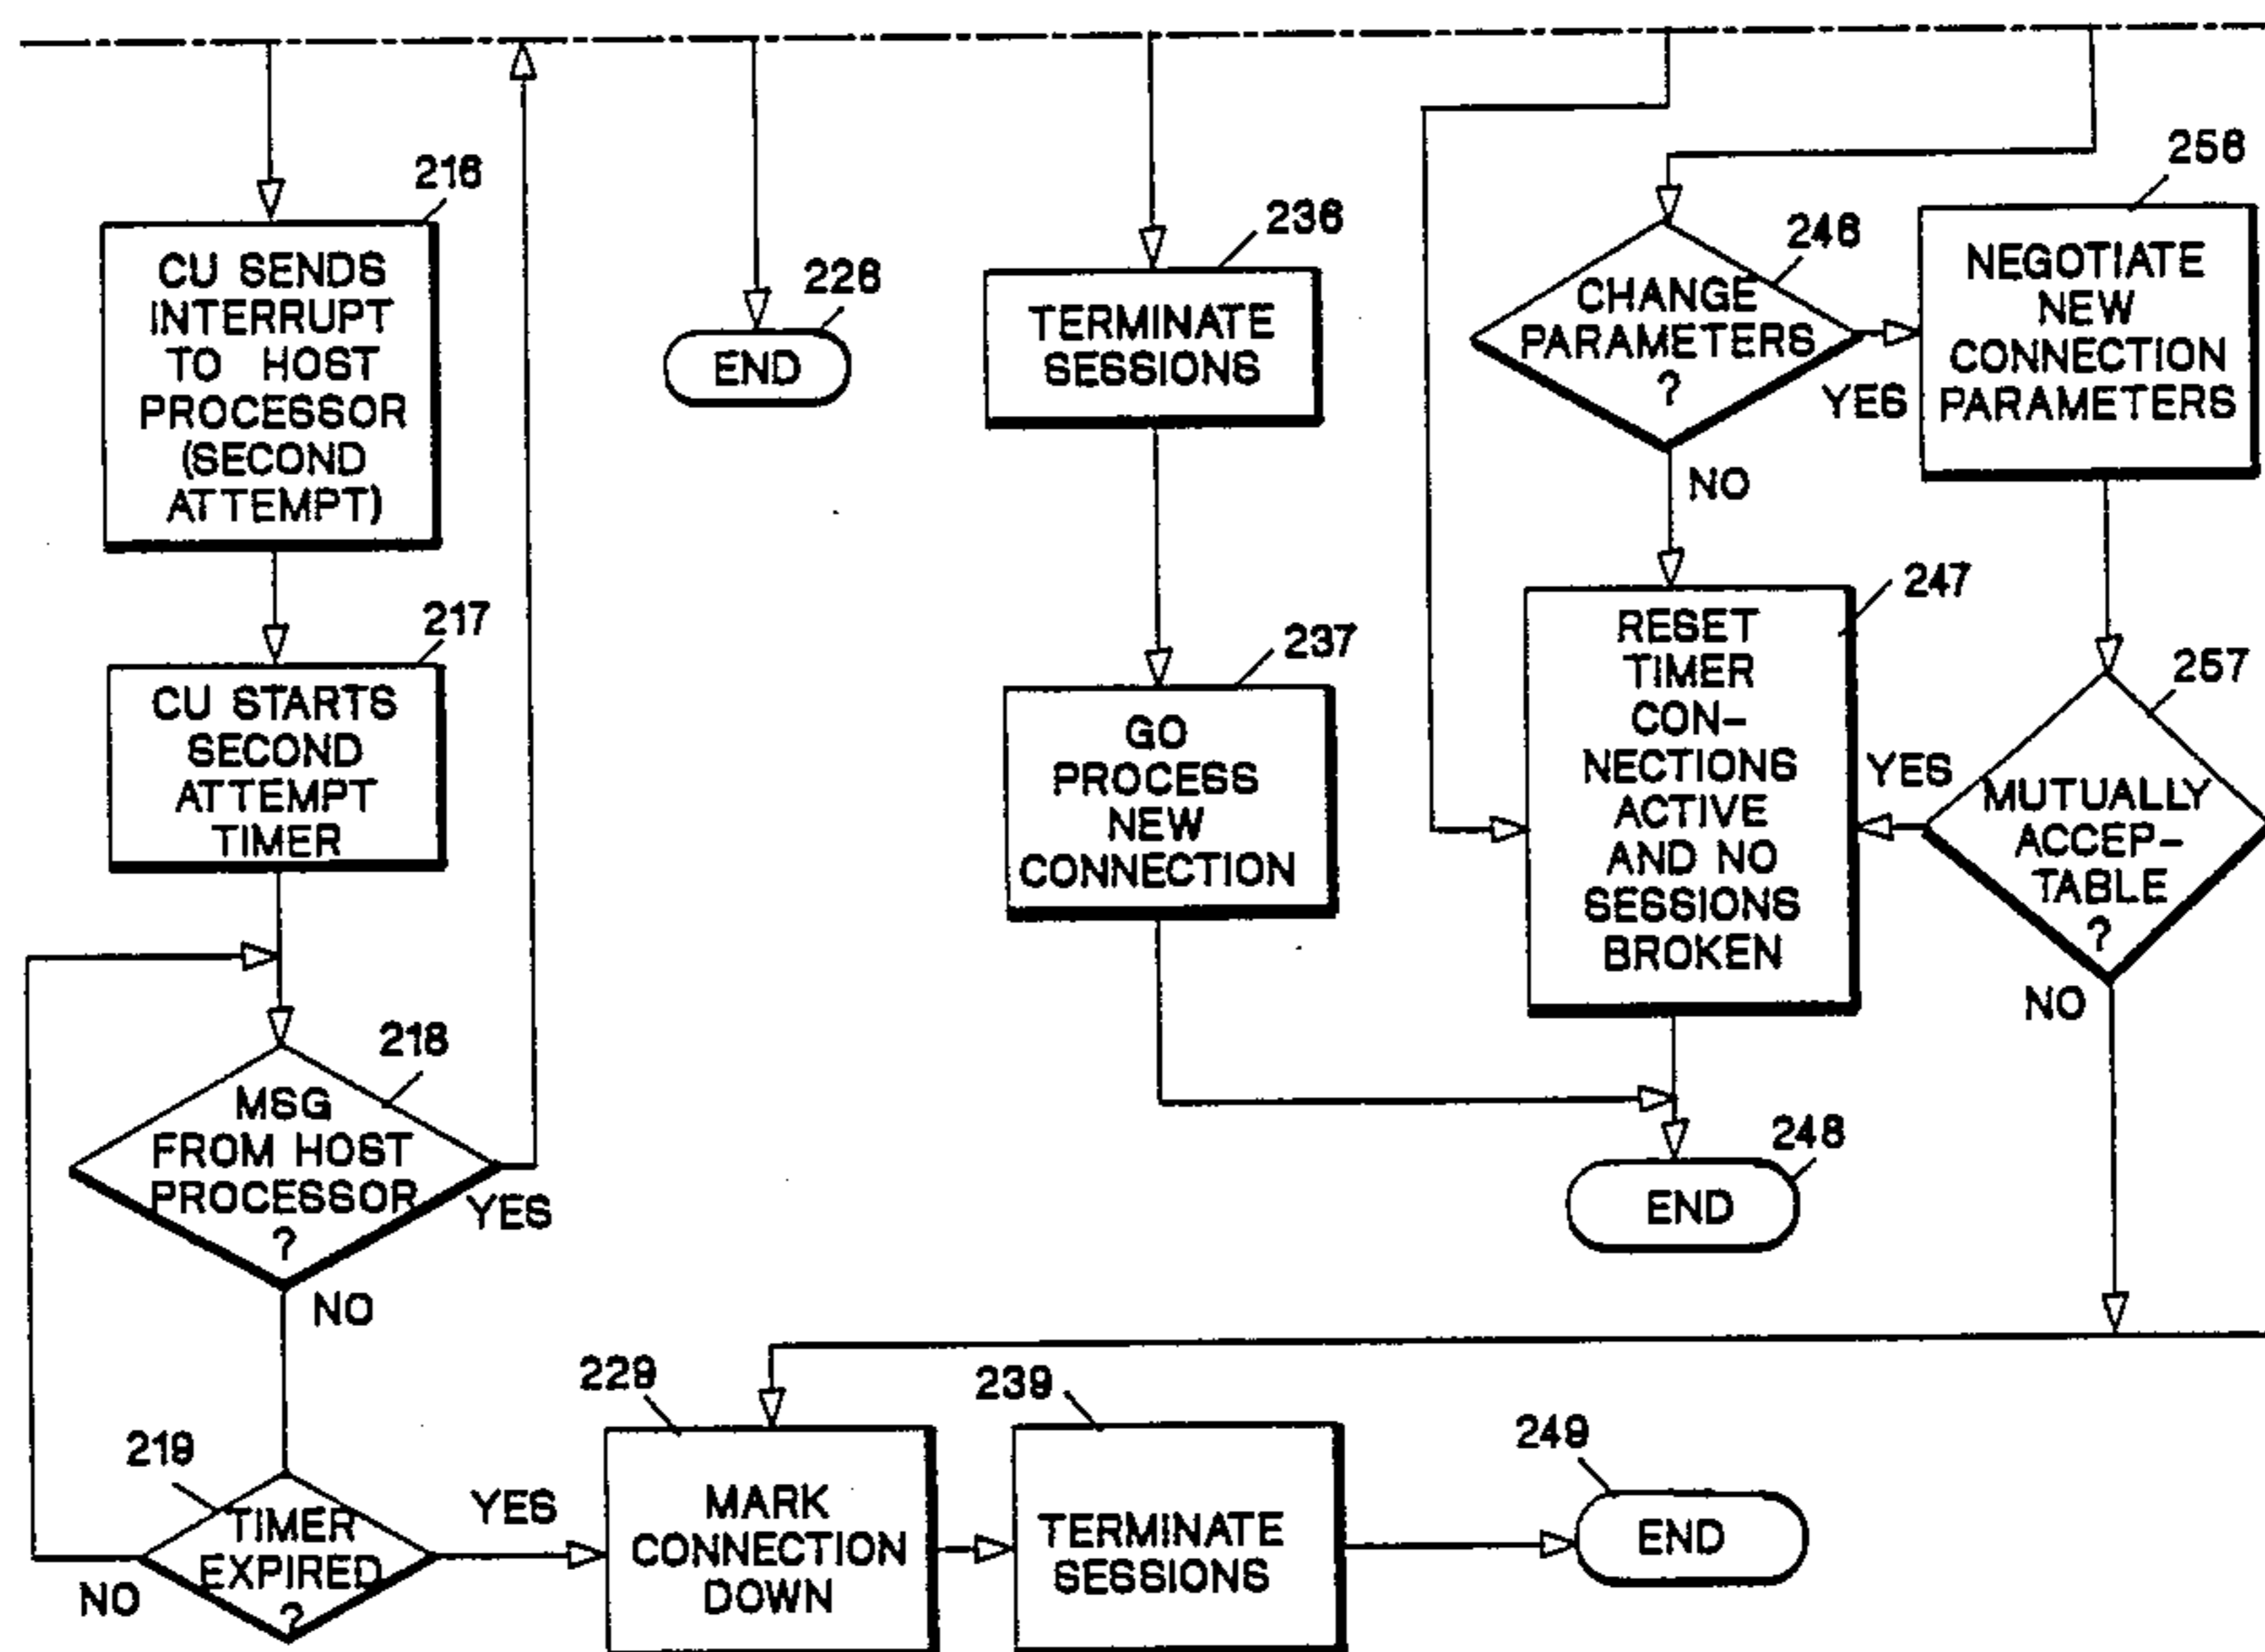 216
CU SENDS
INTERRUPT
TO HOST
PROCESSOR
(SECOND
ATTEMPT)
217
CU STARTS
SECOND
ATTEMPT
TIMER
218
MSG
FROM HOST
PROCESSOR
?
YES
NO
219
TIMER
EXPIRED
?
NO
YES
226
END
236
TERMINATE
SESSIONS
237
GO
PROCESS
NEW
CONNECTION
246
CHANGE
PARAMETERS
?
YES
NO
256
NEGOTIATE
NEW
CONNECTION
PARAMETERS
247
RESET
TIMER
CON-
NECTIONS
ACTIVE
AND NO
SESSIONS
BROKEN
257
MUTUALLY
ACCEP-
TABLE
?
YES
NO
248
END
229
MARK
CONNECTION
DOWN
239
TERMINATE
SESSIONS
249
END